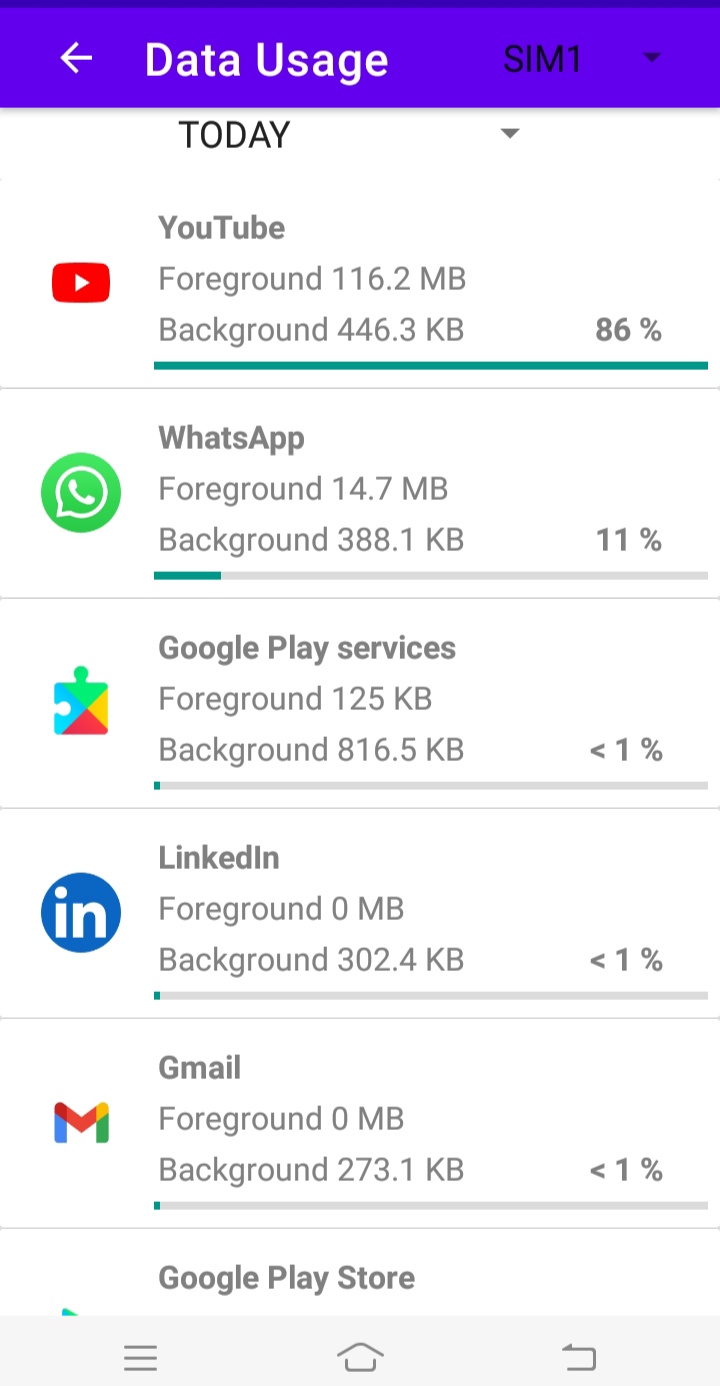 Data Usage SIM1
TODAY
YouTube
Foreground 116.2 MB
Background 446.3 KB 86 %
WhatsApp
Foreground 14.7 MB
Background 388.1 KB 11 %
Google Play services
Foreground 125 KB
Background 816.5 KB < 1 %
LinkedIn
in
Foreground 0 MB
Background 302.4 KB < 1 %
Gmail
Foreground 0 MB
Background 273.1 KB < 1 %
Google Play Store